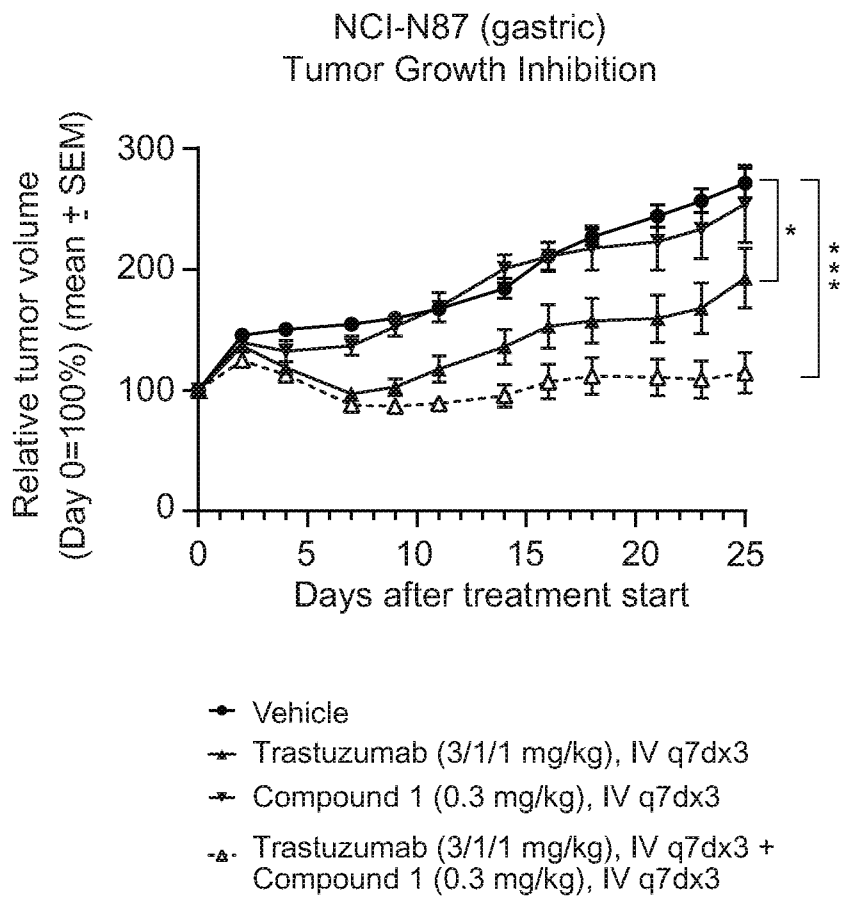 NCI-N87 (gastric)
Tumor Growth Inhibition
Relative tumor volume
(Day 0=100%) (mean ± SEM)
300
200
100
0
*
***
0 5 10 15 20 25
Days after treatment start
Vehicle
Trastuzumab (3/1/1 mg/kg), IV q7dx3
Compound 1 (0.3 mg/kg), IV q7dx3
Trastuzumab (3/1/1 mg/kg), IV q7dx3 +
Compound 1 (0.3 mg/kg), IV q7dx3